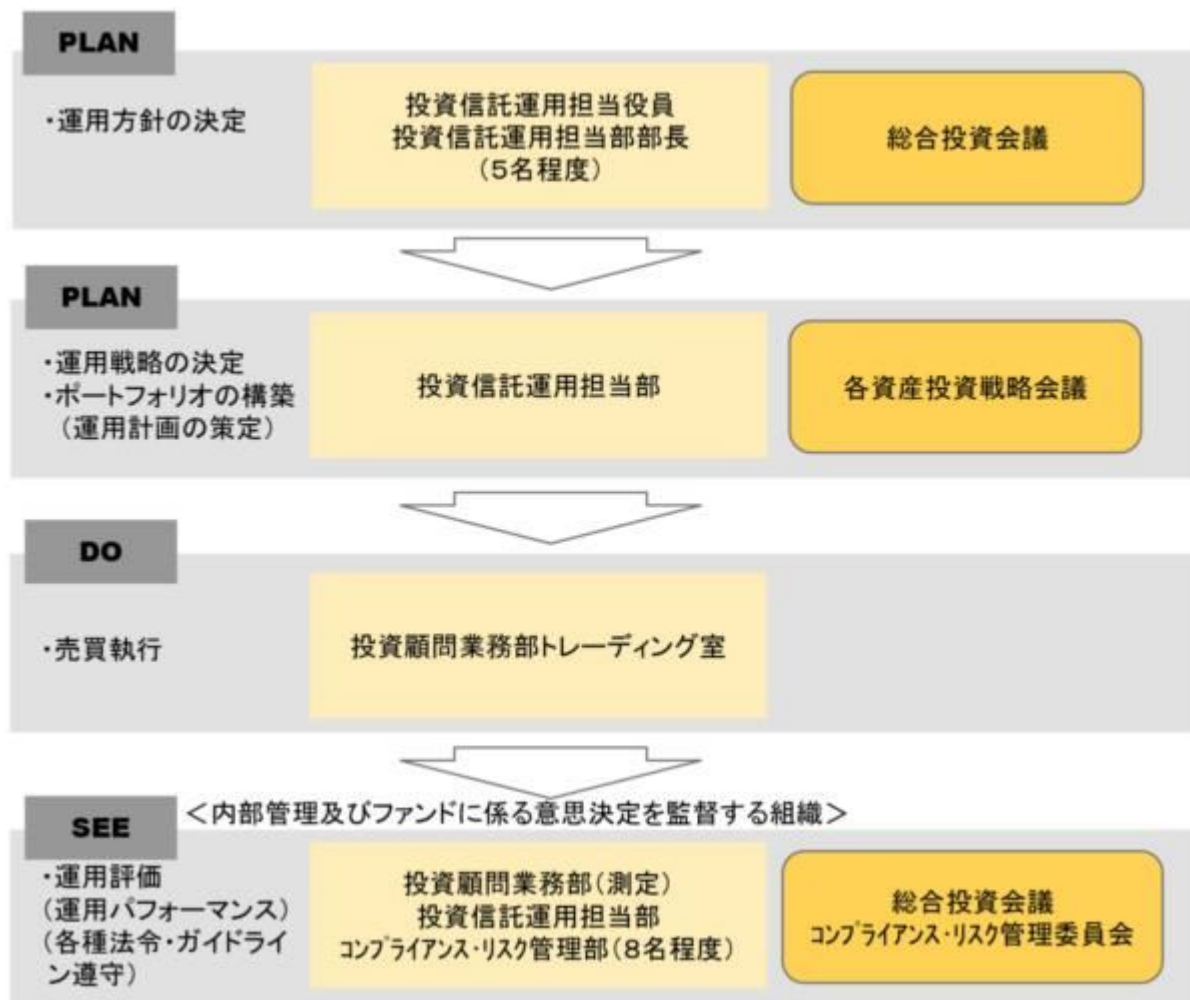 PLAN
・運用方針の決定
投資信託運用担当役員
投資信託運用担当部部長
(5名程度)
総合投資会議
PLAN
・運用戦略の決定
・ポートフォリオの構築
(運用計画の策定)
投資信託運用担当部
各資産投資戦略会議
DO
・売買執行
投資顧問業務部トレーディング室
<内部管理及びファンドに係る意思決定を監督する組織>
SEE
・運用評価
(運用パフォーマンス)
(各種法令・ガイドライ
ン遵守)
投資顧問業務部(測定)
投資信託運用担当部
コンプライアンス・リスク管理部(8名程度)
総合投資会議
コンプライアンス・リスク管理委員会